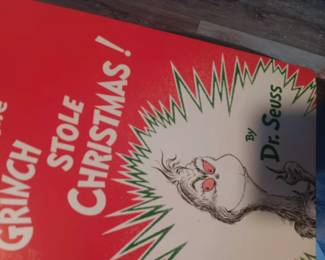 GRINCH
STOLE
CHRISTMAS!
By
Dr. Seuss